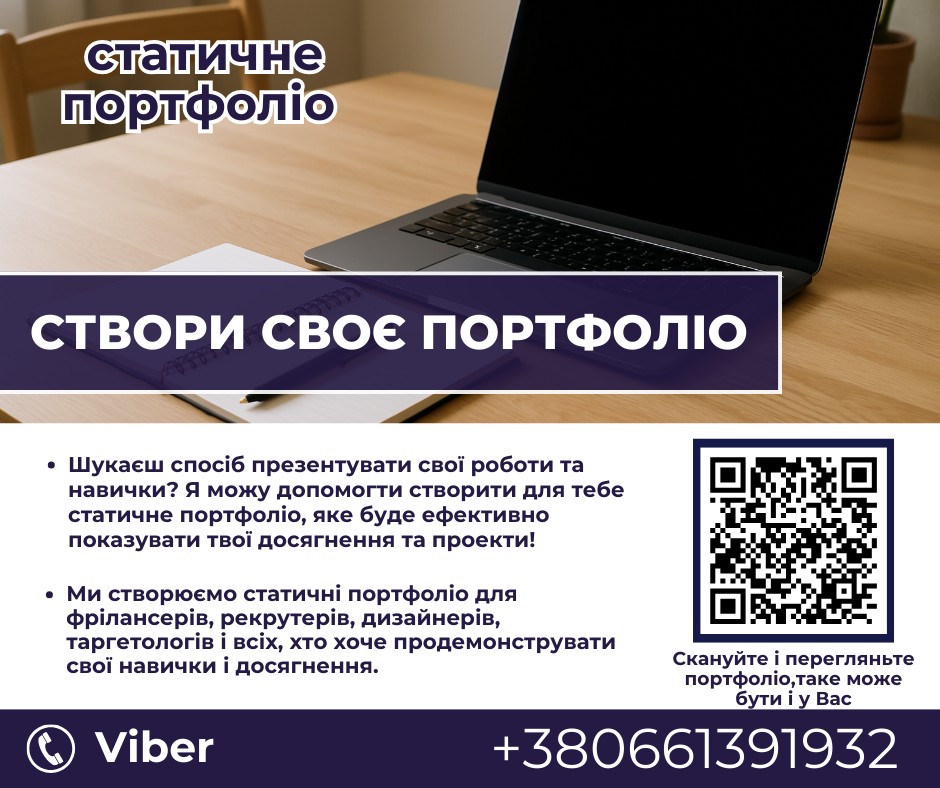 статичне
портфоліо
СТВОРИ СВОЄ ПОРТФОЛІО
• Шукаєш спосіб презентувати свої роботи та
навички? Я можу допомогти створити для тебе
статичне портфоліо, яке буде ефективно
показувати твої досягнення та проекти!
• Ми створюємо статичні портфоліо для
фрілансерів, рекрутерів, дизайнерів,
таргетологів і всіх, хто хоче продемонструвати
свої навички і досягнення.
Скануйте і перегляньте
портфоліо,таке може
бути і у Вас
Viber
+380661391932